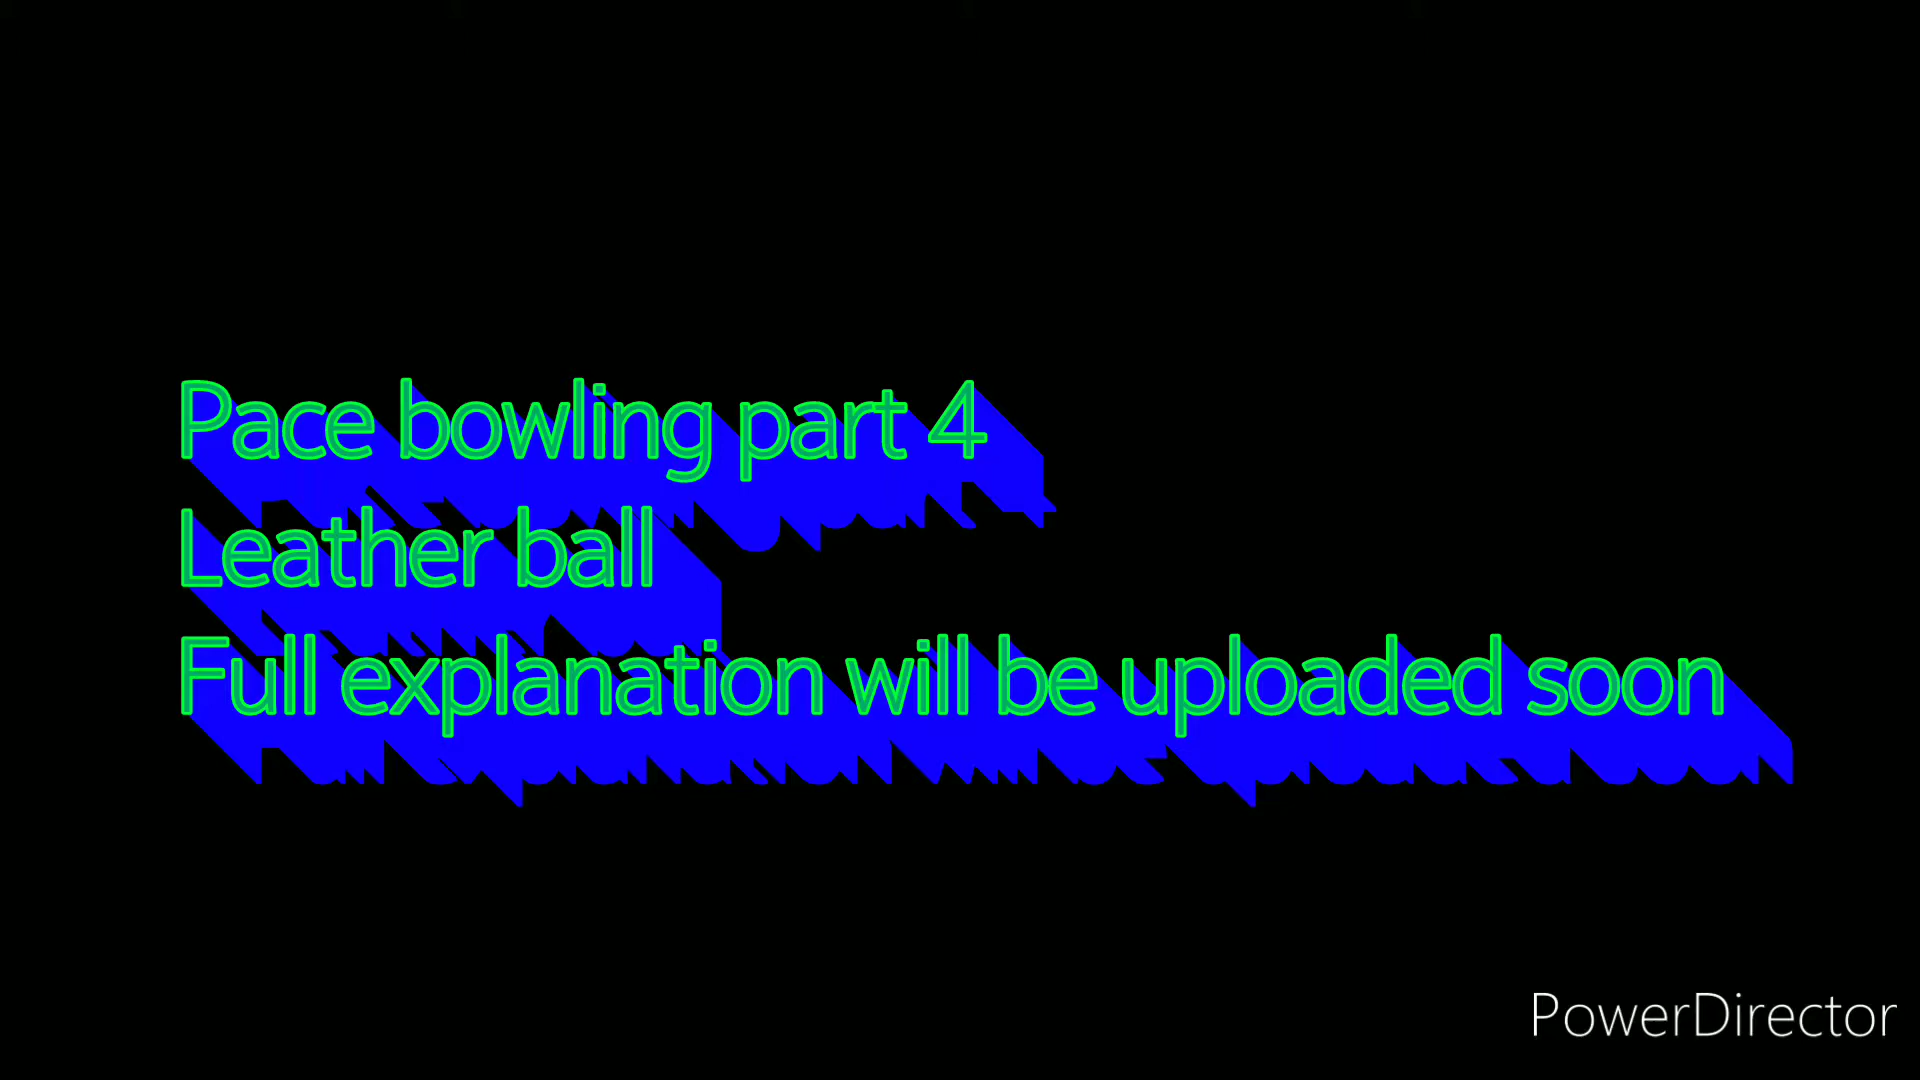 Pace bowling part 4
Leather ball
Full explanation will be uploaded soon
PowerDirector